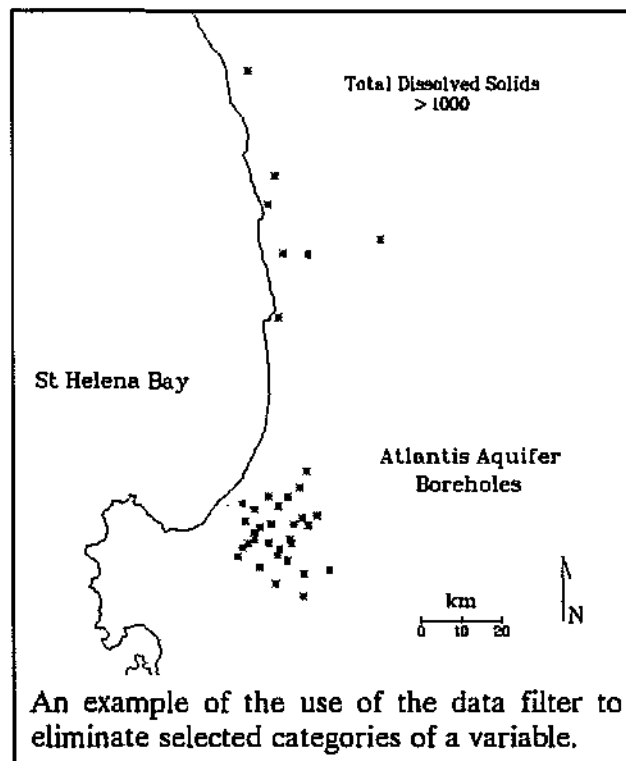 Total Dissolved Solids
> 1000
St Helena Bay
Atlantis Aquifer
Boreholes
km
0 10 20
N
An example of the use of the data filter to
eliminate selected categories of a variable.